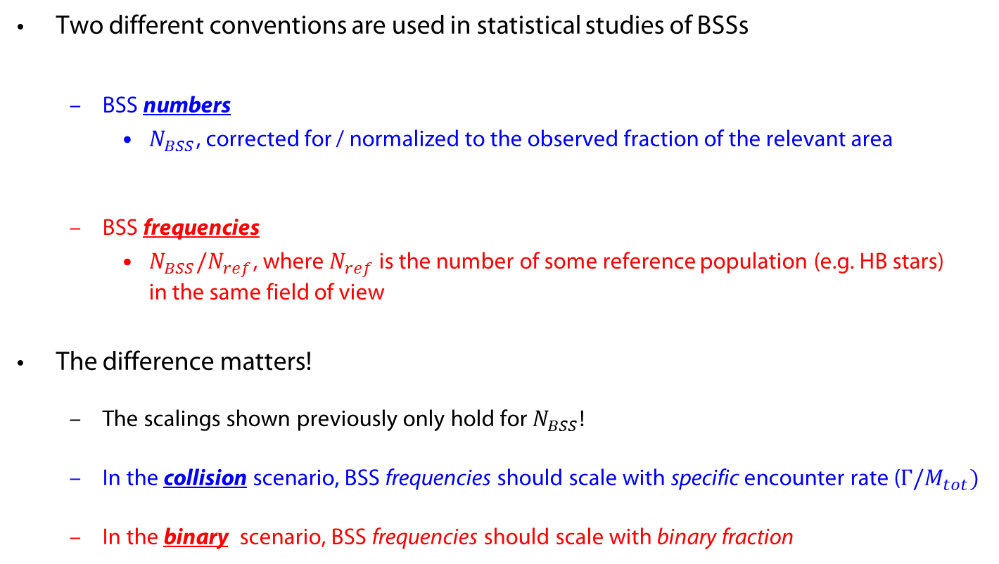 • Two different conventions are used in statistical studies of BSSs
– BSS numbers
• N_{BSS}, corrected for / normalized to the observed fraction of the relevant area
– BSS frequencies
• N_{BSS}/N_{ref}, where N_{ref} is the number of some reference population (e.g. HB stars)
in the same field of view
• The difference matters!
– The scalings shown previously only hold for N_{BSS}!
– In the collision scenario, BSS frequencies should scale with specific encounter rate (Γ/M_{tot})
– In the binary scenario, BSS frequencies should scale with binary fraction